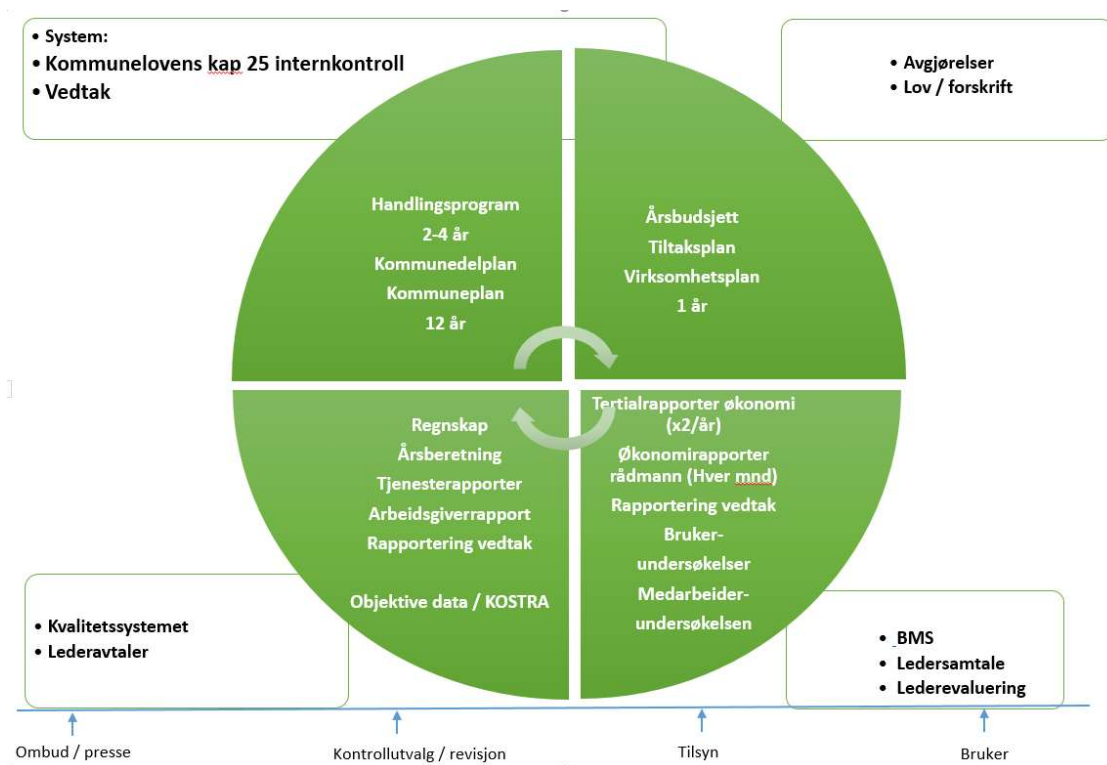 • System:
• Kommunelovens kap 25 internkontroll
• Vedtak
• Avgjørelser
• Lov / forskrift
Handlingsprogram
2-4 år
Kommunedelplan
Kommuneplan
12 år
Årsbudsjett
Tiltaksplan
Virksomhetsplan
1 år
Regnskap
Årsberetning
Tjenesterapporter
Arbeidsgiverrapport
Rapportering vedtak
Objektive data / KOSTRA
Tertialrapporter økonomi
(x2/år)
Økonomirapporter
rådmann (Hver mnd)
Rapportering vedtak
Bruker-
undersøkelser
Medarbeider-
undersøkelsen
• Kvalitetssystemet
• Lederavtaler
• BMS
• Ledersamtale
• Lederevaluering
Ombud / presse
Kontrollutvalg / revisjon
Tilsyn
Bruker